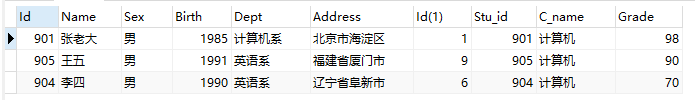 Id Name Sex Birth Dept Address Id(1) Stu_id C_name Grade
901 张老大 男 1985 计算机系 北京市海淀区 1 901 计算机 98
905 王五 男 1991 英语系 福建省厦门市 9 905 计算机 90
904 李四 男 1990 英语系 辽宁省阜新市 6 904 计算机 70